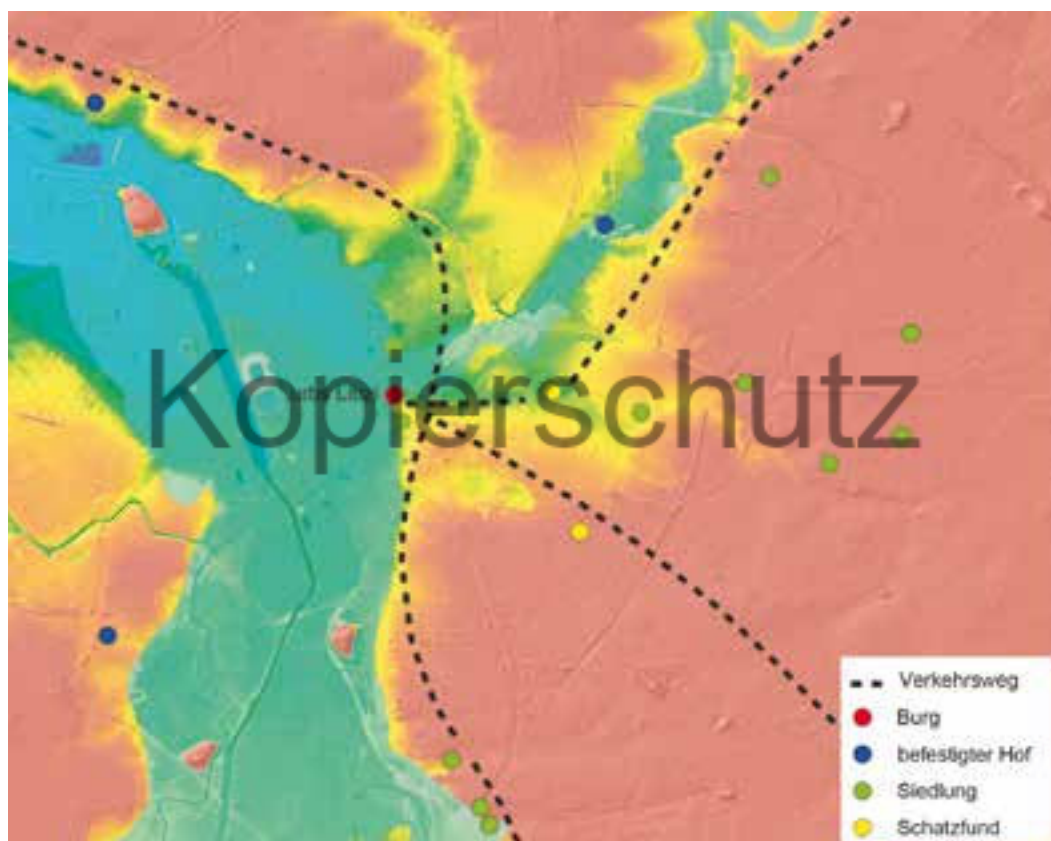 Kopierschutz
Verkehrsweg
Burg
befestigter Hof
Siedlung
Schatzfund